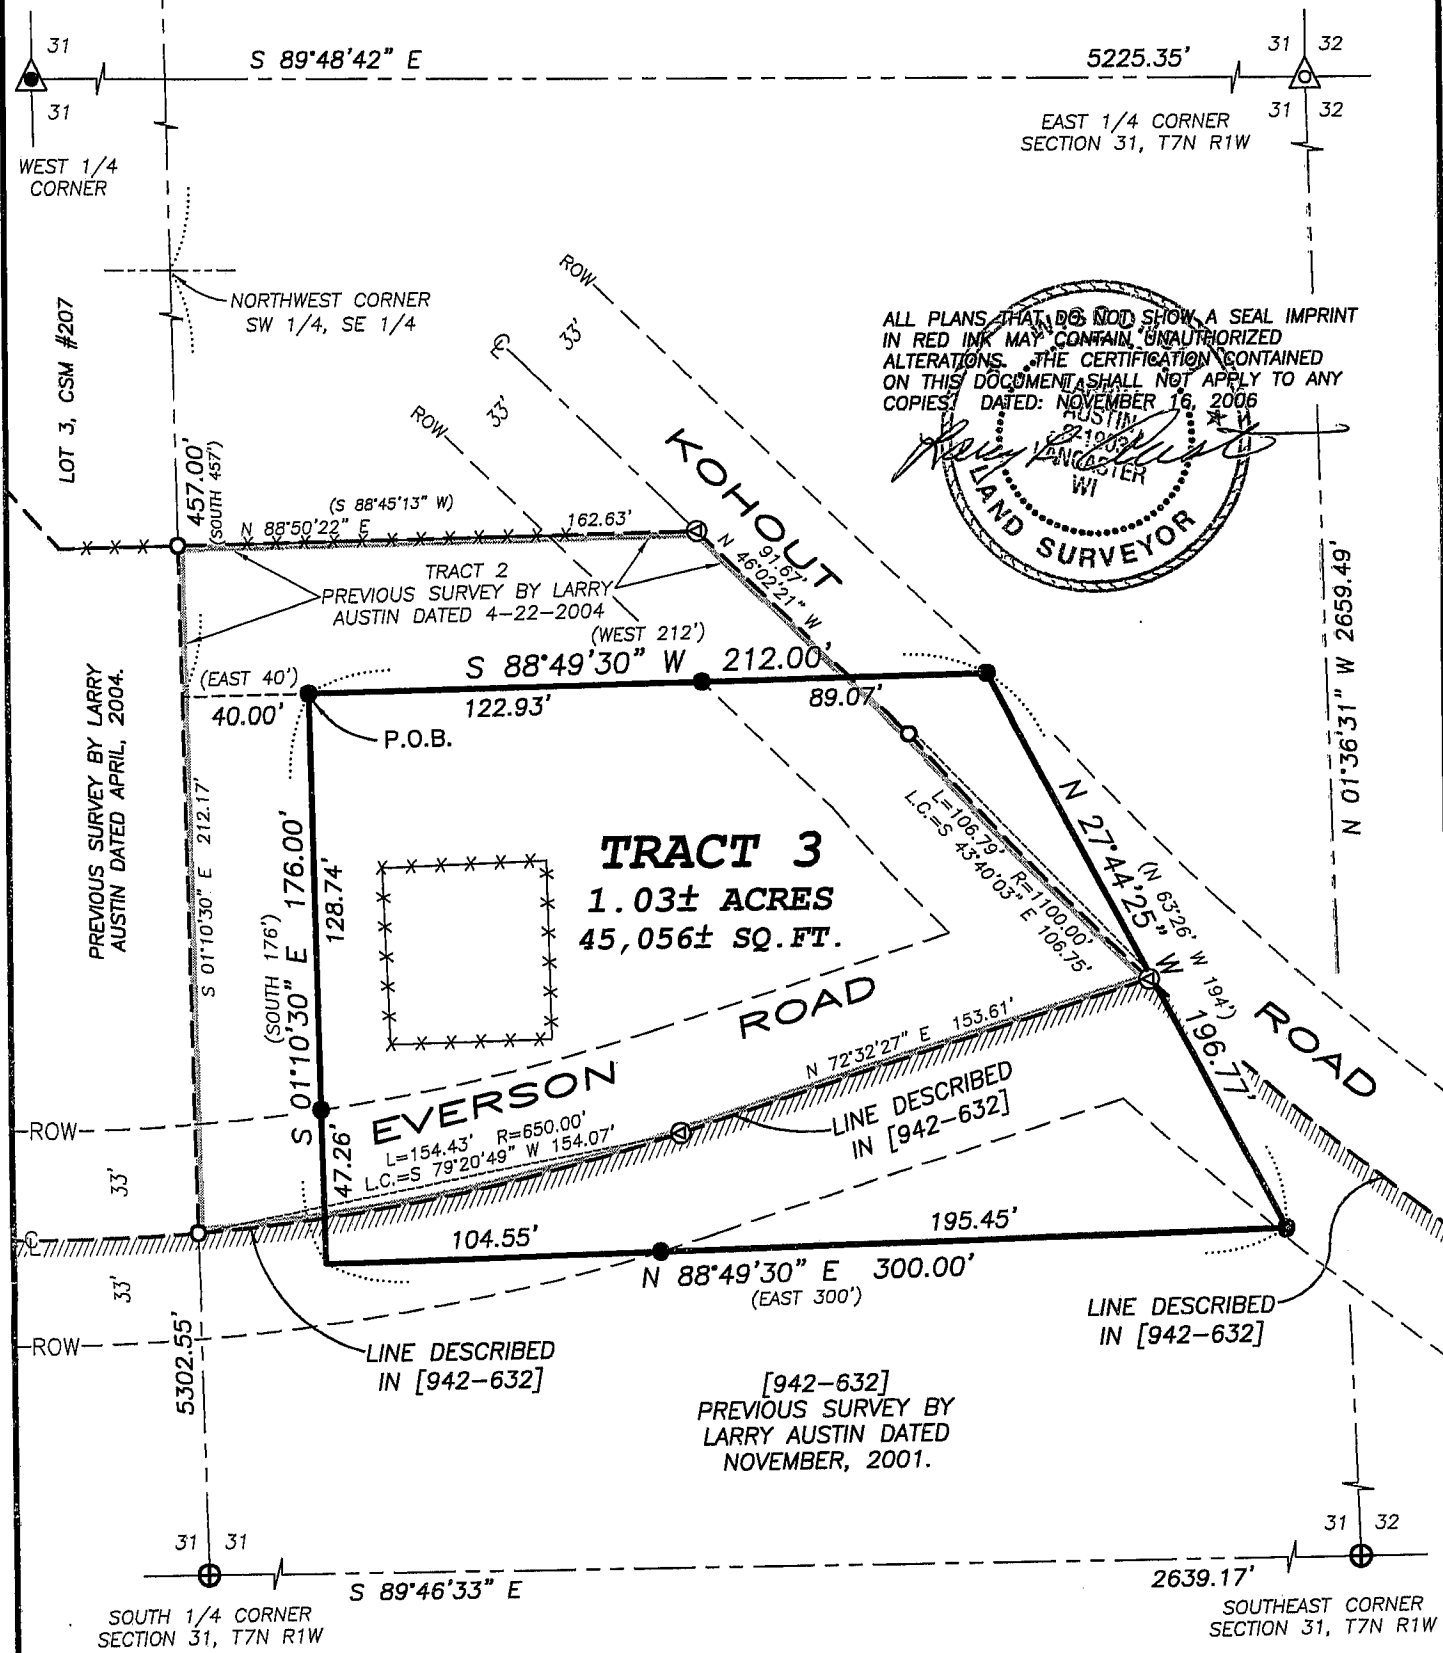 31
S 89°48'42" E
5225.35'
31 32
31
31 32
WEST 1/4
CORNER
EAST 1/4 CORNER
SECTION 31, T7N R1W
NORTHWEST CORNER
SW 1/4, SE 1/4
LOT 3, CSM #207
ROW
33'
℄
33'
ROW
ALL PLANS THAT DO NOT SHOW A SEAL IMPRINT
IN RED INK MAY CONTAIN UNAUTHORIZED
ALTERATIONS. THE CERTIFICATION CONTAINED
ON THIS DOCUMENT SHALL NOT APPLY TO ANY
COPIES. DATED: NOVEMBER 16, 2006
AUSTIN
LANCASTER
WI
LAND SURVEYOR
457.00'
(SOUTH 457')
(S 88°45'13" W)
N 88°50'22" E
162.63'
KOHOUT
91.67'
N 46°02'21" W
TRACT 2
PREVIOUS SURVEY BY LARRY
AUSTIN DATED 4-22-2004
(WEST 212')
S 88°49'30" W 212.00'
(EAST 40')
40.00'
122.93'
89.07'
P.O.B.
N 01°36'31" W 2659.49'
PREVIOUS SURVEY BY LARRY
AUSTIN DATED APRIL, 2004.
S 01°10'30" E 212.17'
(SOUTH 176')
S 01°10'30" E 176.00'
128.74'
TRACT 3
1.03± ACRES
45,056± SQ.FT.
L=106.79' R=1100.00'
L.C.=S 43°40'03" E 106.75'
N 27°44'25" W 196.77'
(N 63°26' W 194')
ROAD
EVERSON ROAD
N 72°32'27" E 153.61'
L=154.43' R=650.00'
L.C.=S 79°20'49" W 154.07'
LINE DESCRIBED
IN [942-632]
ROW
33'
47.26'
℄
104.55'
195.45'
N 88°49'30" E 300.00'
(EAST 300')
33'
ROW
LINE DESCRIBED
IN [942-632]
LINE DESCRIBED
IN [942-632]
5302.55'
[942-632]
PREVIOUS SURVEY BY
LARRY AUSTIN DATED
NOVEMBER, 2001.
31 31
31 32
S 89°46'33" E
2639.17'
SOUTH 1/4 CORNER
SECTION 31, T7N R1W
SOUTHEAST CORNER
SECTION 31, T7N R1W